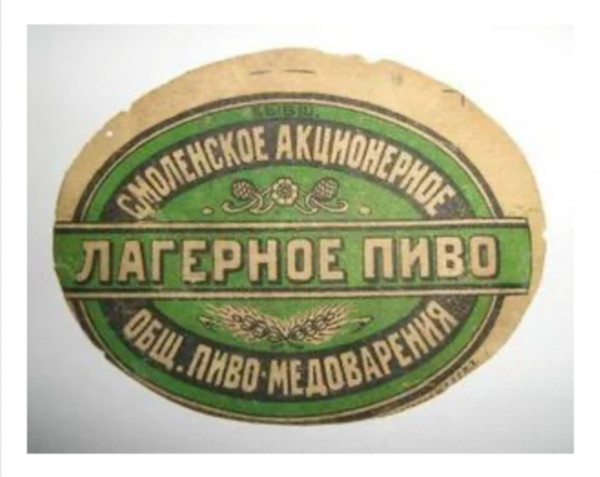 СМОЛЕНСКОЕ АКЦИОНЕРНОЕ
ЛАГЕРНОЕ ПИВО
ОБЩ. ПИВО-МЕДОВАРЕНИЯ